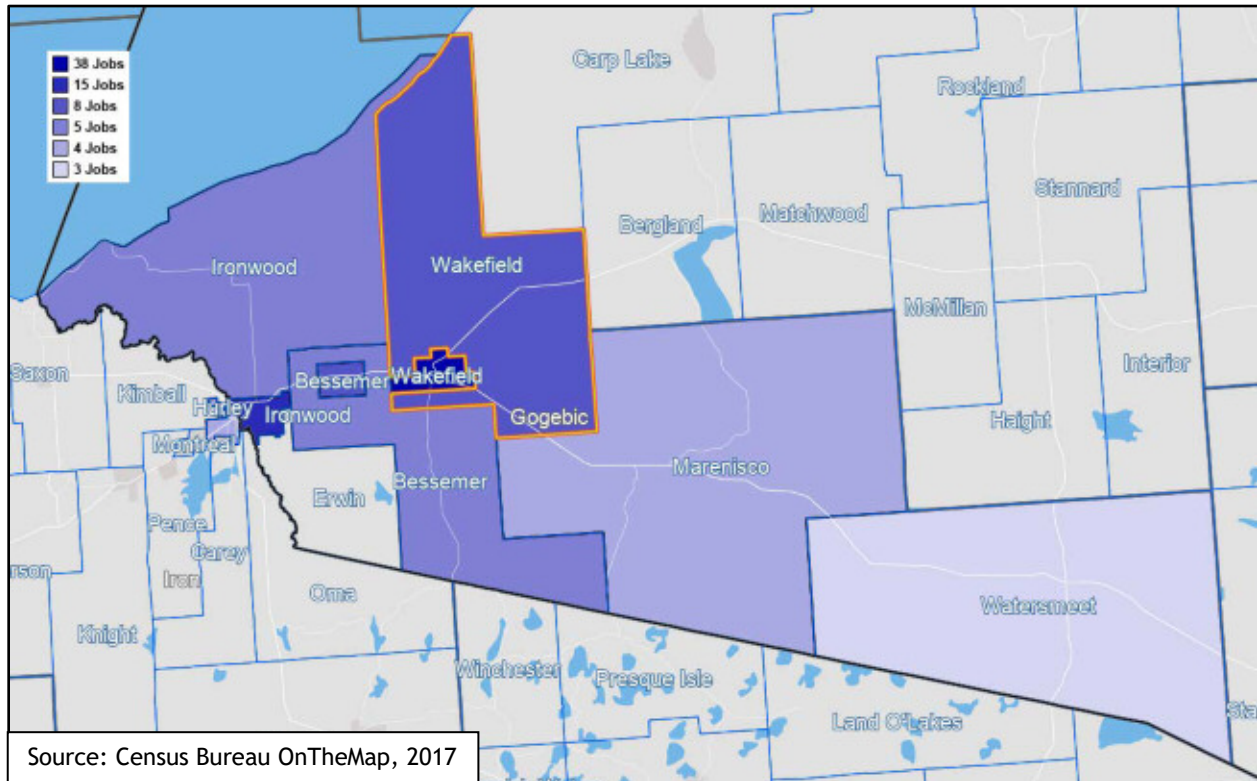 38 Jobs
15 Jobs
8 Jobs
5 Jobs
4 Jobs
3 Jobs
Carp Lake
Rockland
Stannard
Bergland
Matchwood
Ironwood
Wakefield
McMillan
Interior
Saxon
Kimball
Bessemer
Wakefield
Hurley
Ironwood
Gogebic
Haight
Montreal
Bessemer
Marenisco
Erwin
Pence
Carey
Iron
rson
Oma
Watersmeet
Knight
Winchester
Presque Isle
Land O'Lakes
Sta
Source: Census Bureau OnTheMap, 2017